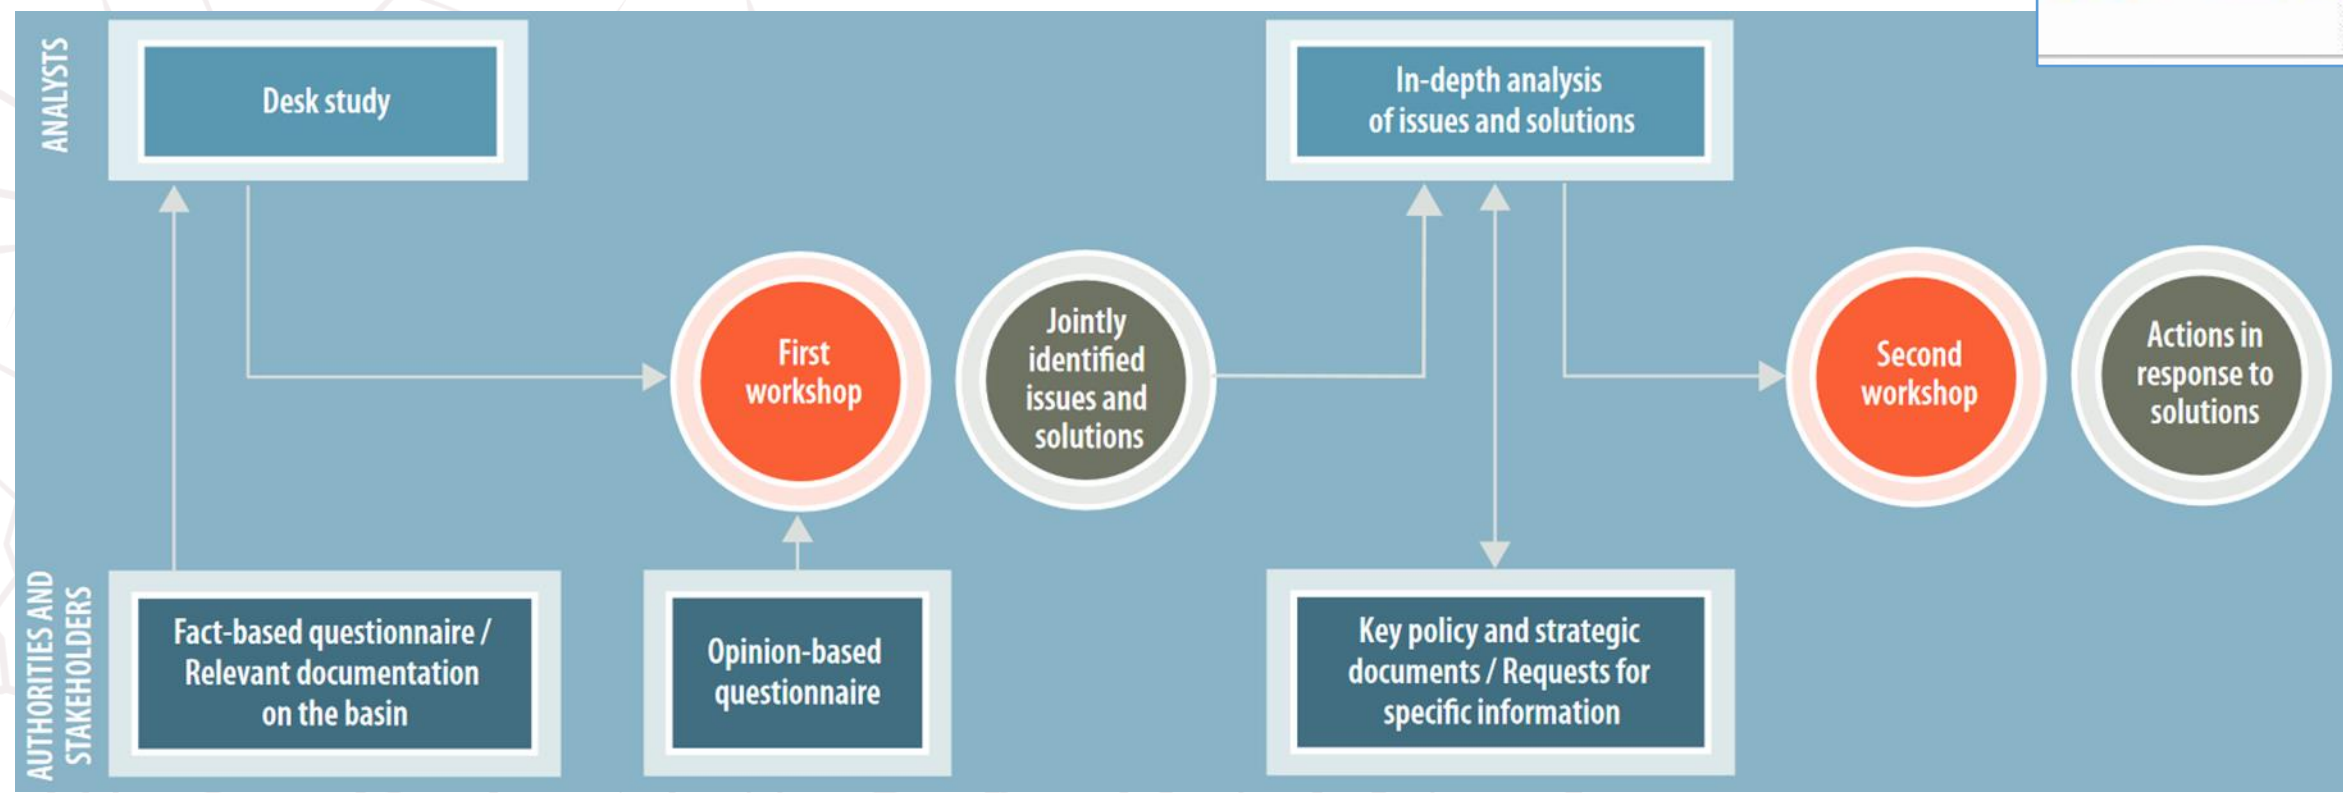 ANALYSTS
Desk study
In-depth analysis
of issues and solutions
First
workshop
Jointly
identified
issues and
solutions
Second
workshop
Actions in
response to
solutions
AUTHORITIES AND
STAKEHOLDERS
Fact-based questionnaire /
Relevant documentation
on the basin
Opinion-based
questionnaire
Key policy and strategic
documents / Requests for
specific information